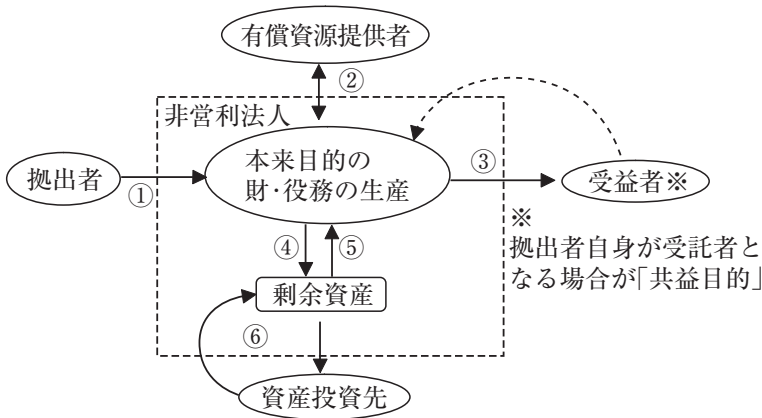 有償資源提供者
②
非営利法人
本来目的の
財・役務の生産
拠出者
①
③
受益者※
※
拠出者自身が受託者と
なる場合が「共益目的」
④
⑤
剰余資産
⑥
資産投資先